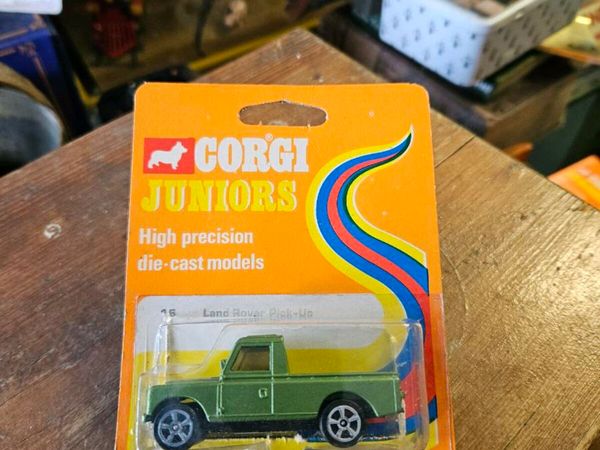 CORGI®
JUNIORS
High precision
die-cast models
16 Land Rover Pick-Up